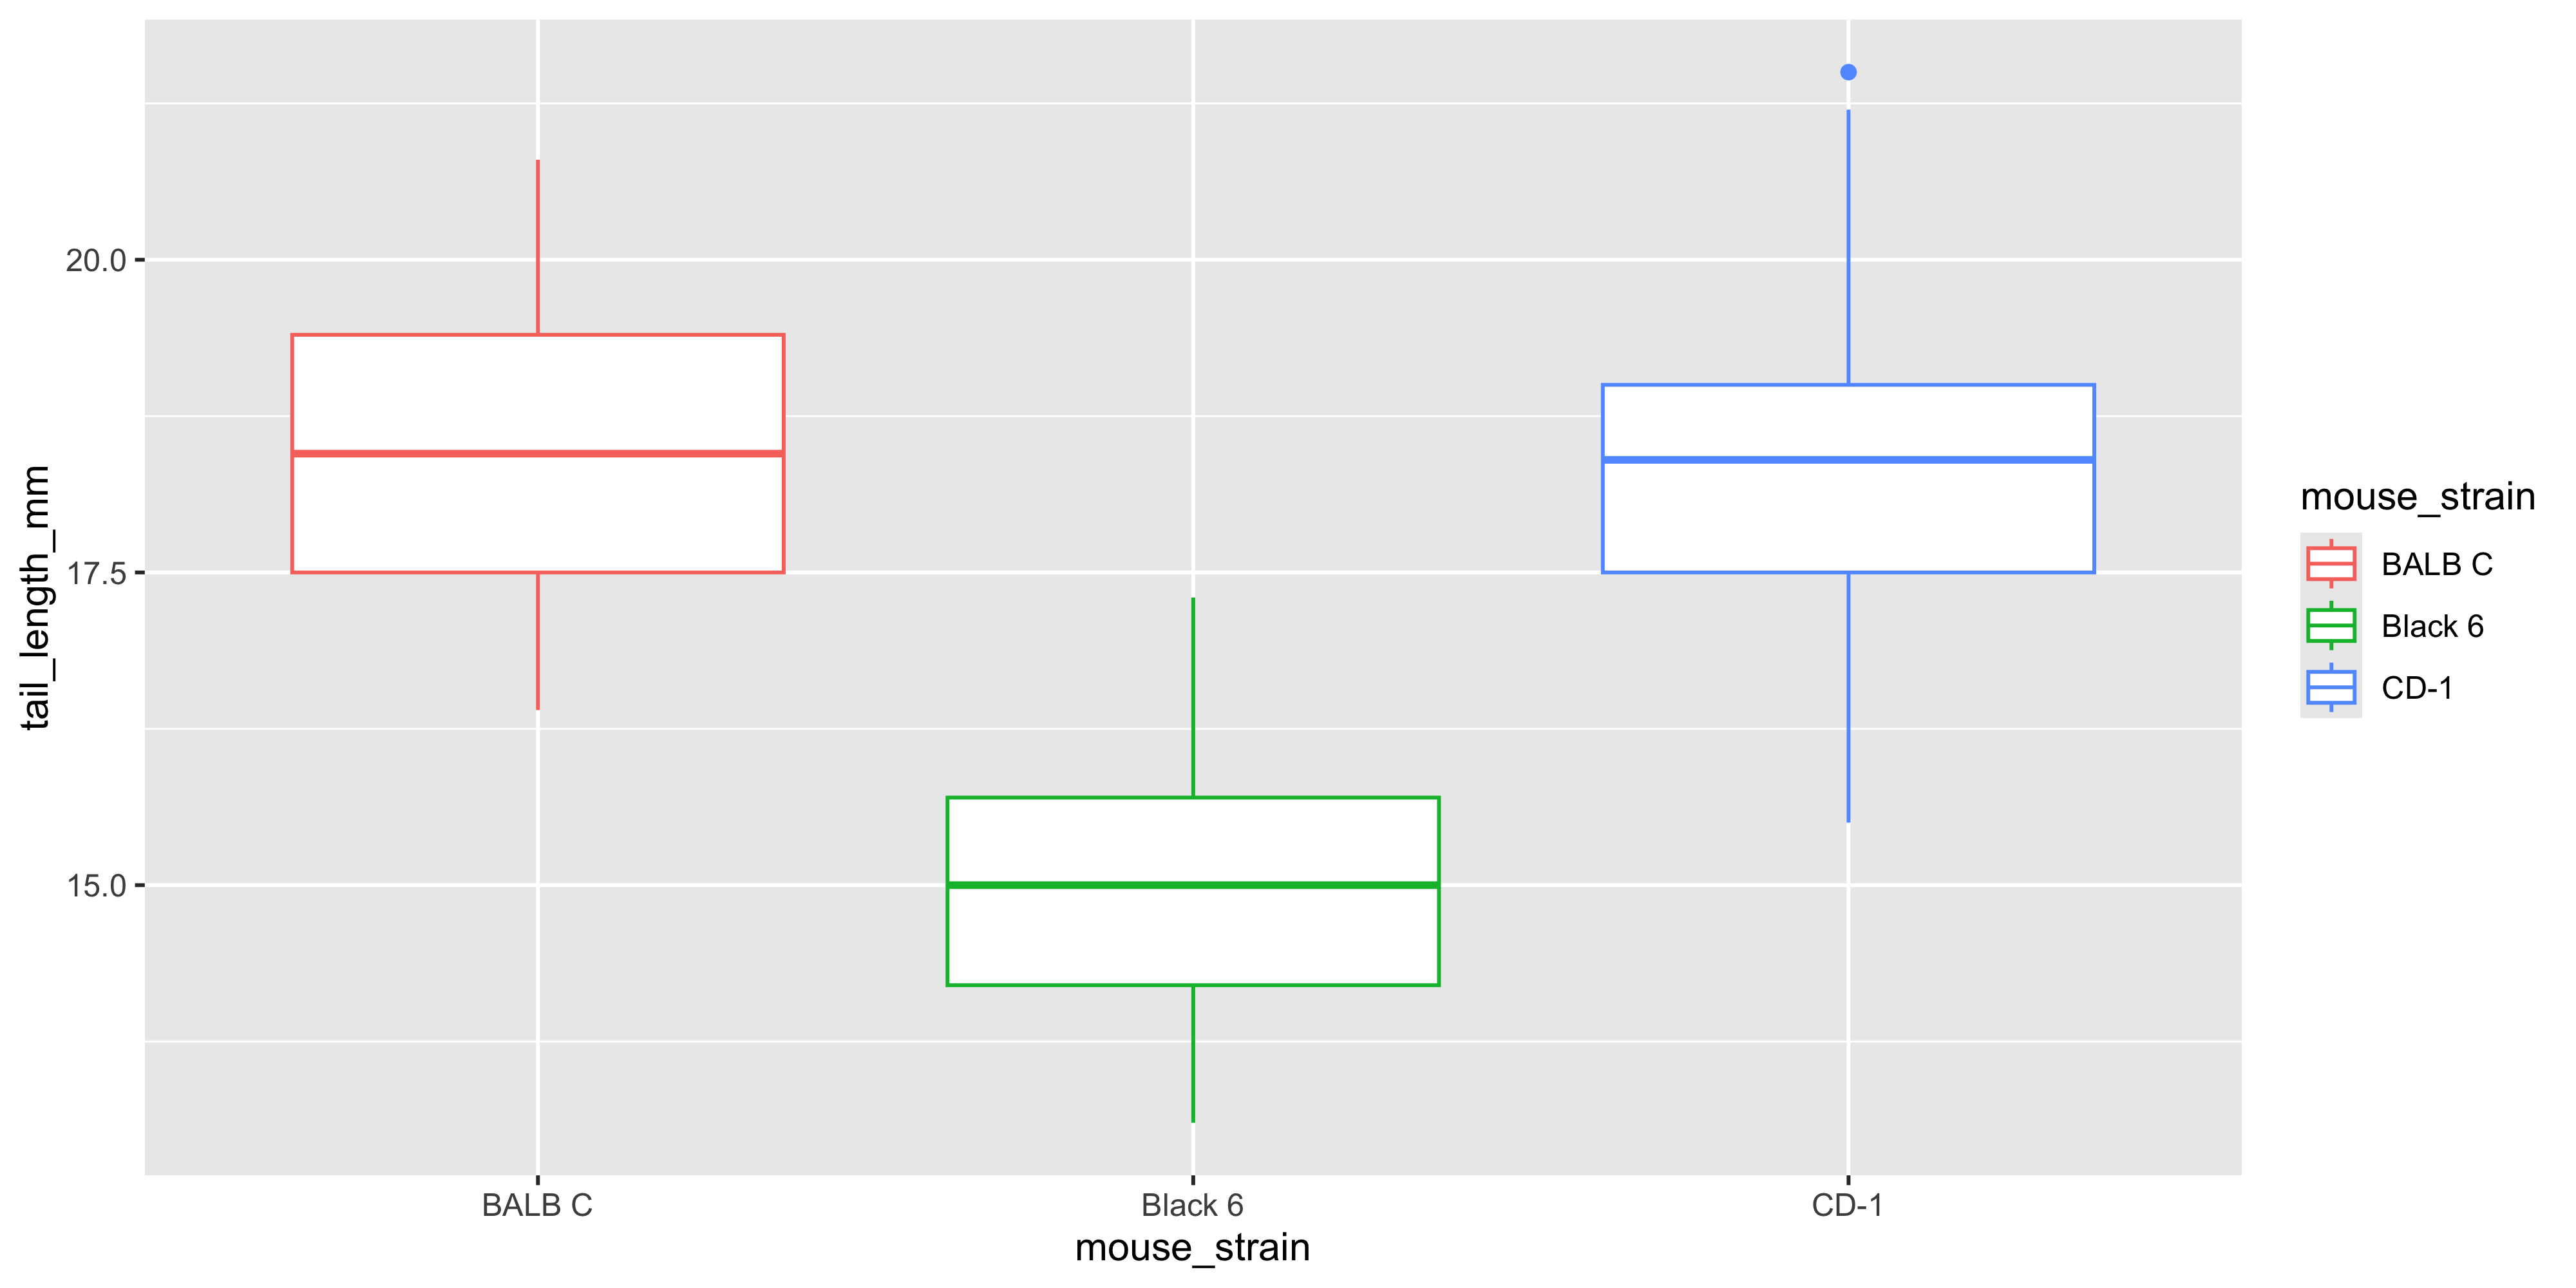 tail_length_mm
20.0
17.5
15.0
BALB C
Black 6
CD-1
mouse_strain
mouse_strain
BALB C
Black 6
CD-1